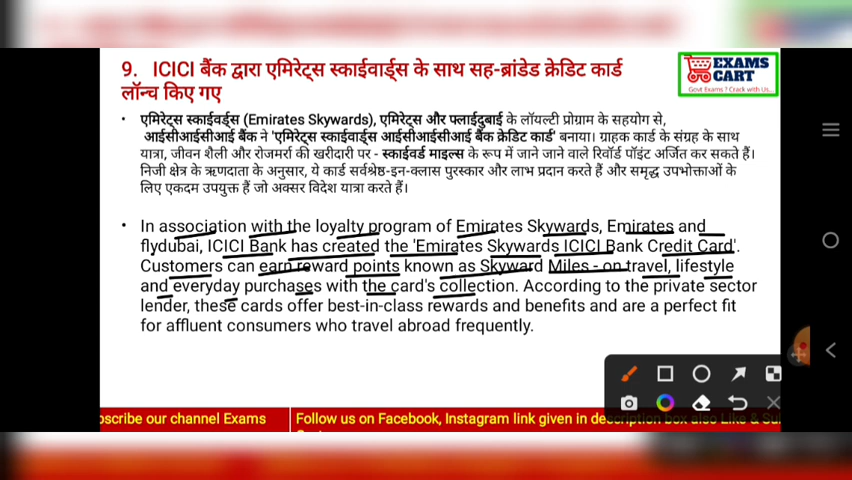 9. ICICI बैंक द्वारा एमिरेट्स स्काईवार्ड्स के साथ सह-ब्रांडेड क्रेडिट कार्ड
लॉन्च किए गए
EXAMS
CART
Govt Exams ? Crack with Us...
• एमिरेट्स स्काईवर्ड्स (Emirates Skywards), एमिरेट्स और फ्लाईदुबाई के लॉयल्टी प्रोग्राम के सहयोग से,
आईसीआईसीआई बैंक ने 'एमिरेट्स स्काईवार्ड्स आईसीआईसीआई बैंक क्रेडिट कार्ड' बनाया। ग्राहक कार्ड के संग्रह के साथ
यात्रा, जीवन शैली और रोजमर्रा की खरीदारी पर - स्काईवर्ड माइल्स के रूप में जाने जाने वाले रिवॉर्ड पॉइंट अर्जित कर सकते हैं।
निजी क्षेत्र के ऋणदाता के अनुसार, ये कार्ड सर्वश्रेष्ठ-इन-क्लास पुरस्कार और लाभ प्रदान करते हैं और समृद्ध उपभोक्ताओं के
लिए एकदम उपयुक्त हैं जो अक्सर विदेश यात्रा करते हैं।
• In association with the loyalty program of Emirates Skywards, Emirates and
flydubai, ICICI Bank has created the 'Emirates Skywards ICICI Bank Credit Card'.
Customers can earn reward points known as Skyward Miles - on travel, lifestyle
and everyday purchases with the card's collection. According to the private sector
lender, these cards offer best-in-class rewards and benefits and are a perfect fit
for affluent consumers who travel abroad frequently.
bscribe our channel Exams
Follow us on Facebook, Instagram link given in description box also Like & Su